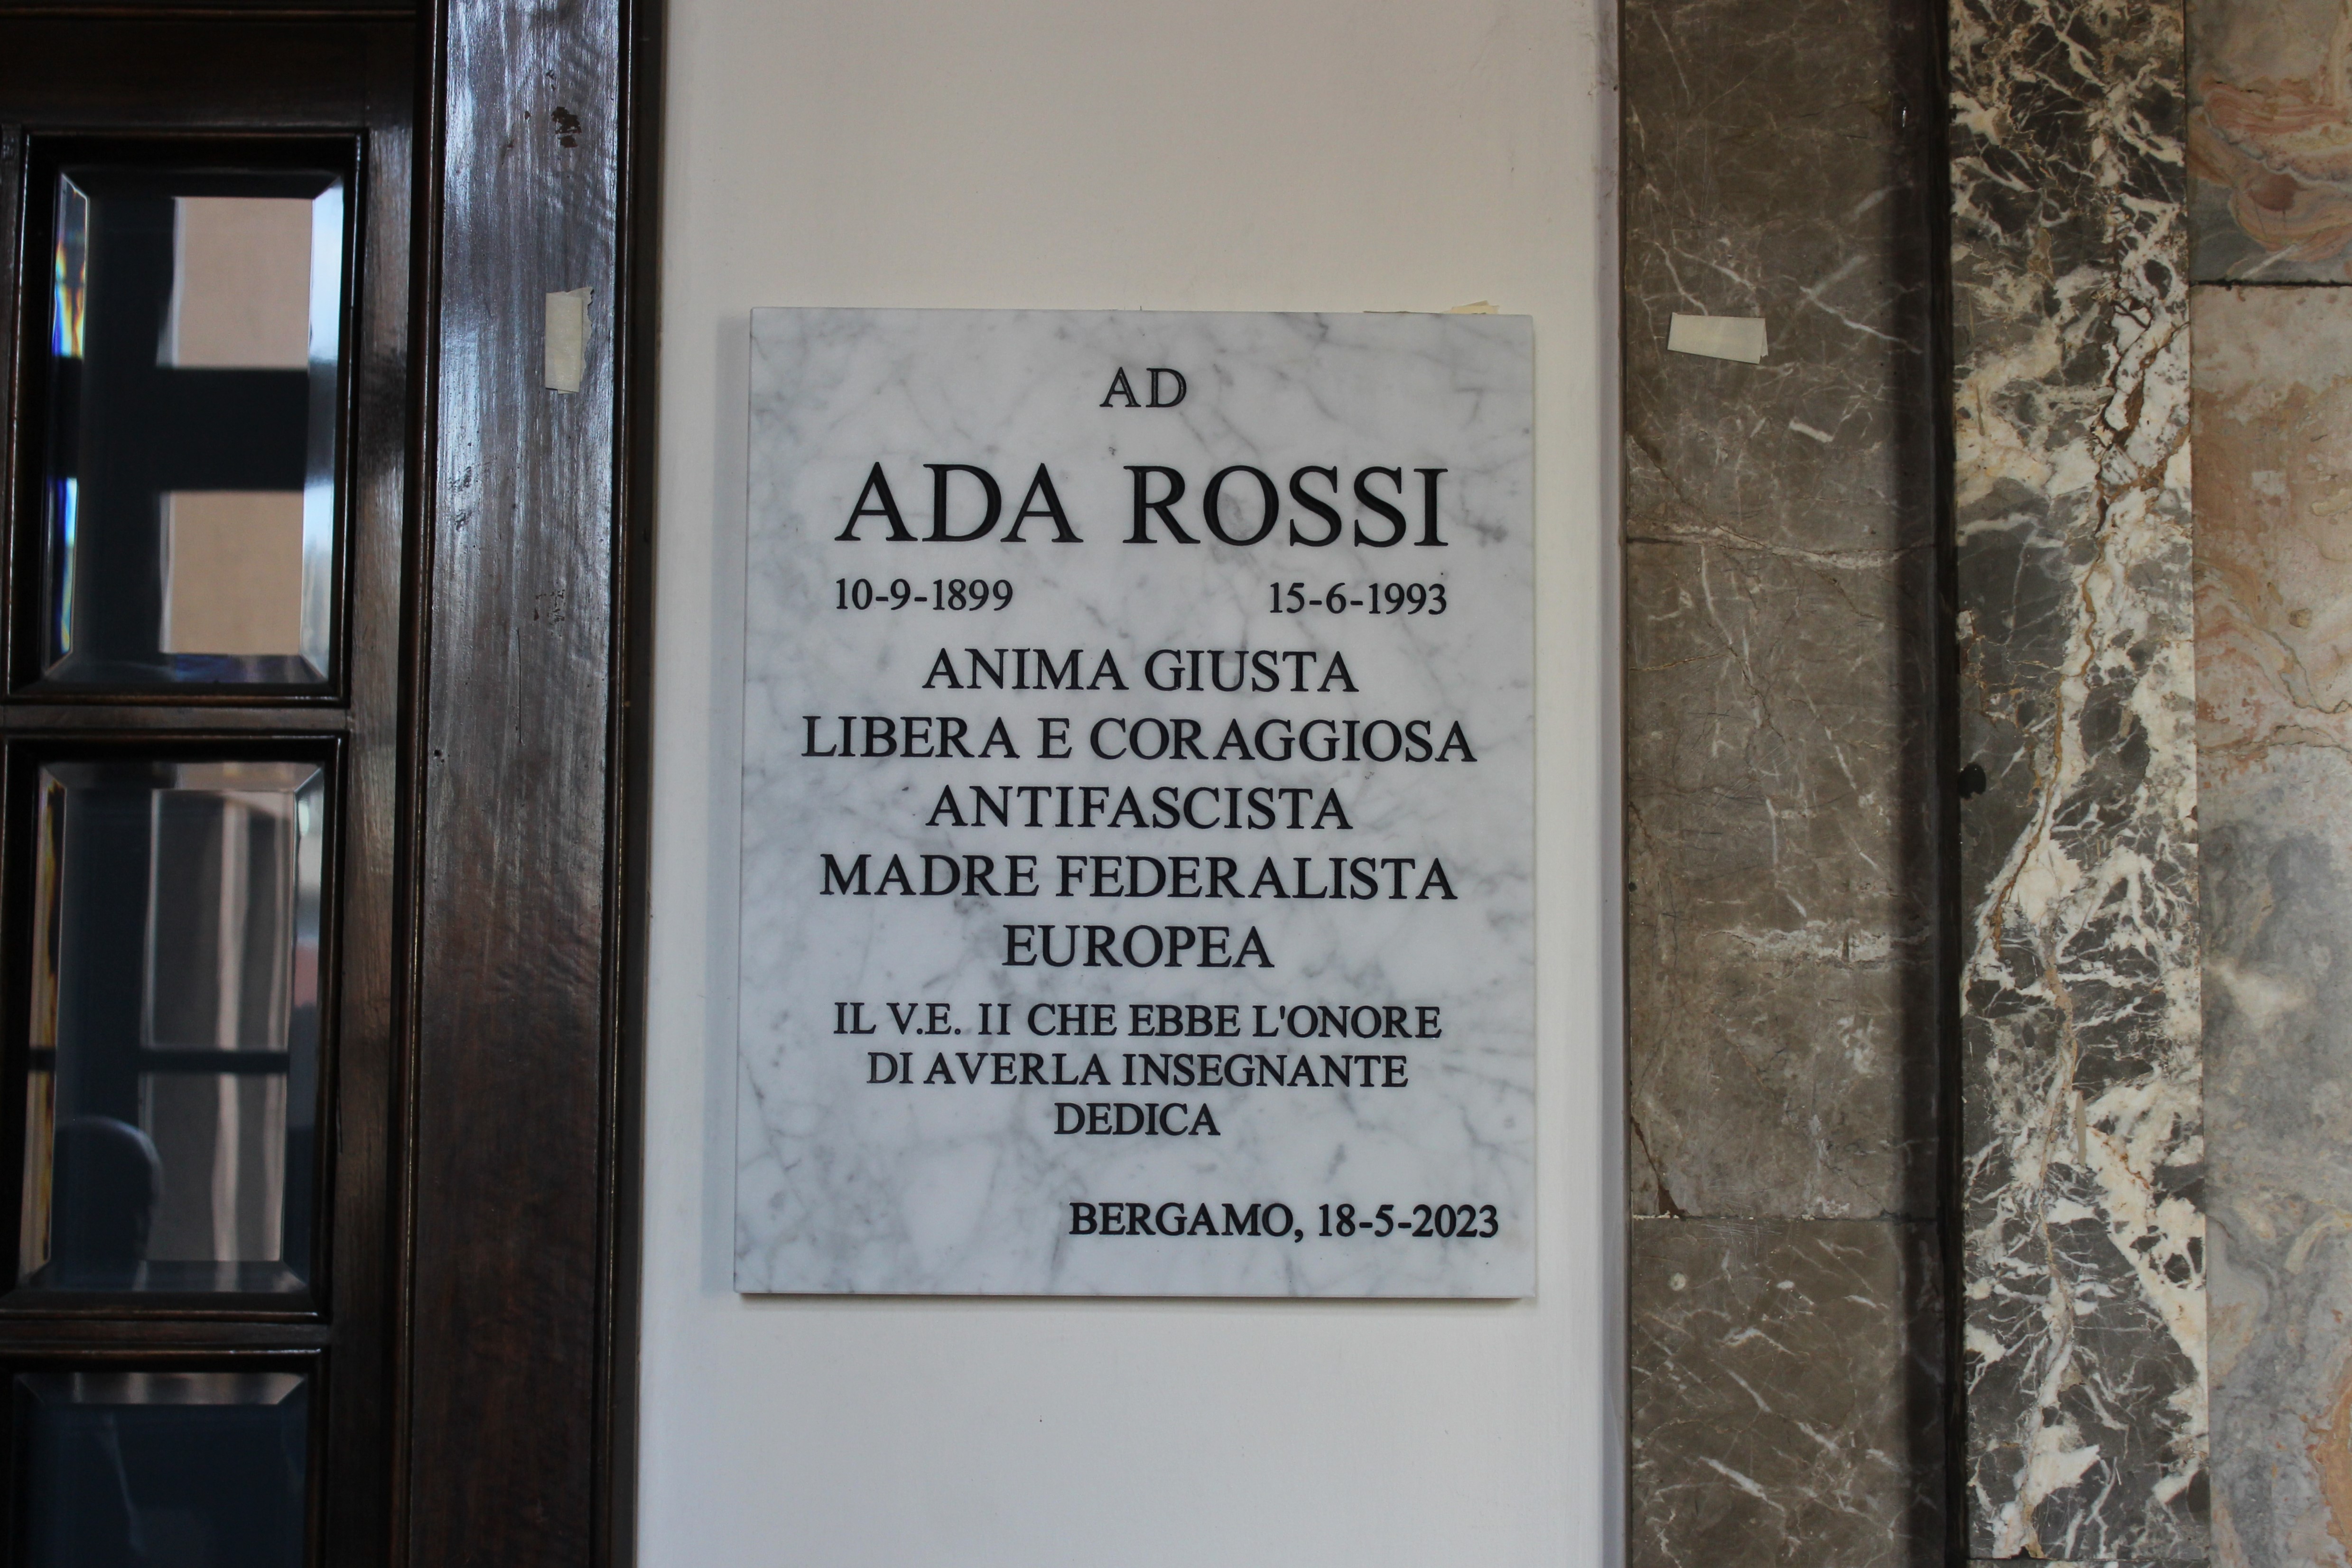 AD
ADA ROSSI
10-9-1899 15-6-1993
ANIMA GIUSTA
LIBERA E CORAGGIOSA
ANTIFASCISTA
MADRE FEDERALISTA
EUROPEA
IL V.E. II CHE EBBE L'ONORE
DI AVERLA INSEGNANTE
DEDICA
BERGAMO, 18-5-2023